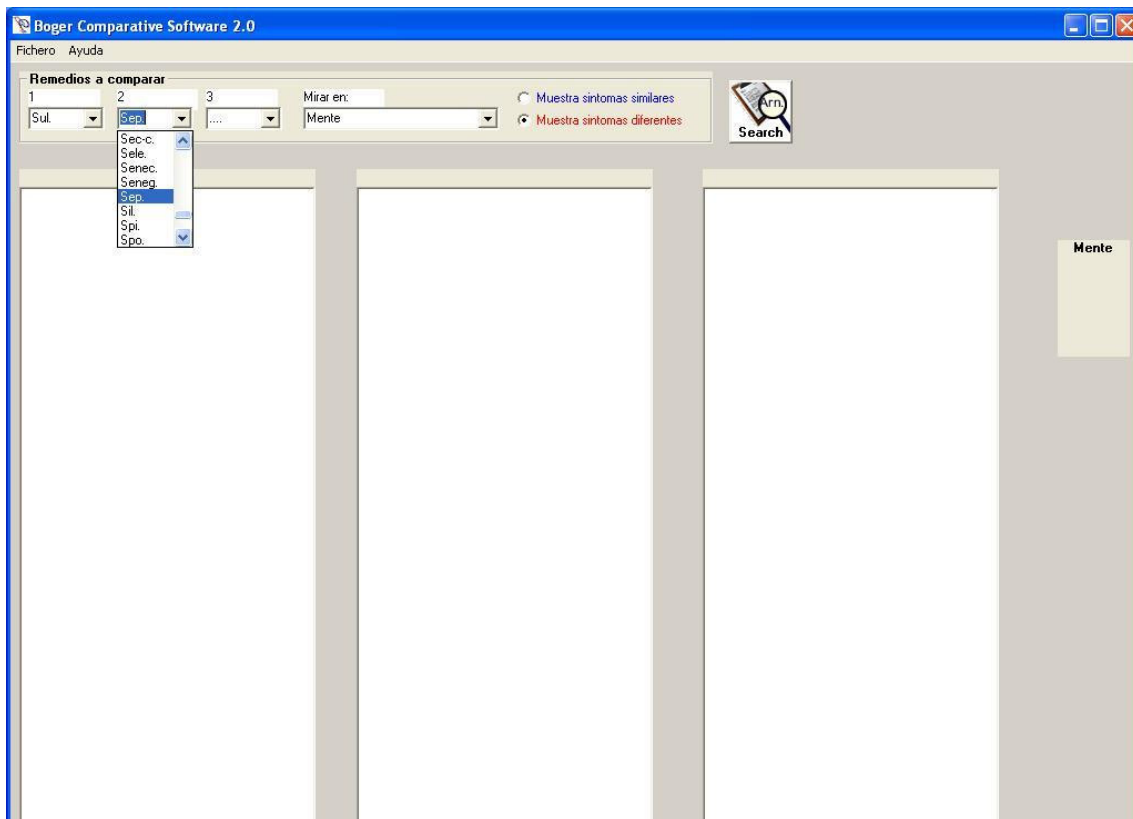 Boger Comparative Software 2.0
Fichero Ayuda
Remedios a comparar
1 2 3 Mirar en:
Sul. Sep. .... Mente
Muestra sintomas similares
Muestra sintomas diferentes
Arn.
Search
Sec-c.
Sele.
Senec.
Seneg.
Sep.
Sil.
Spi.
Spo.
Mente